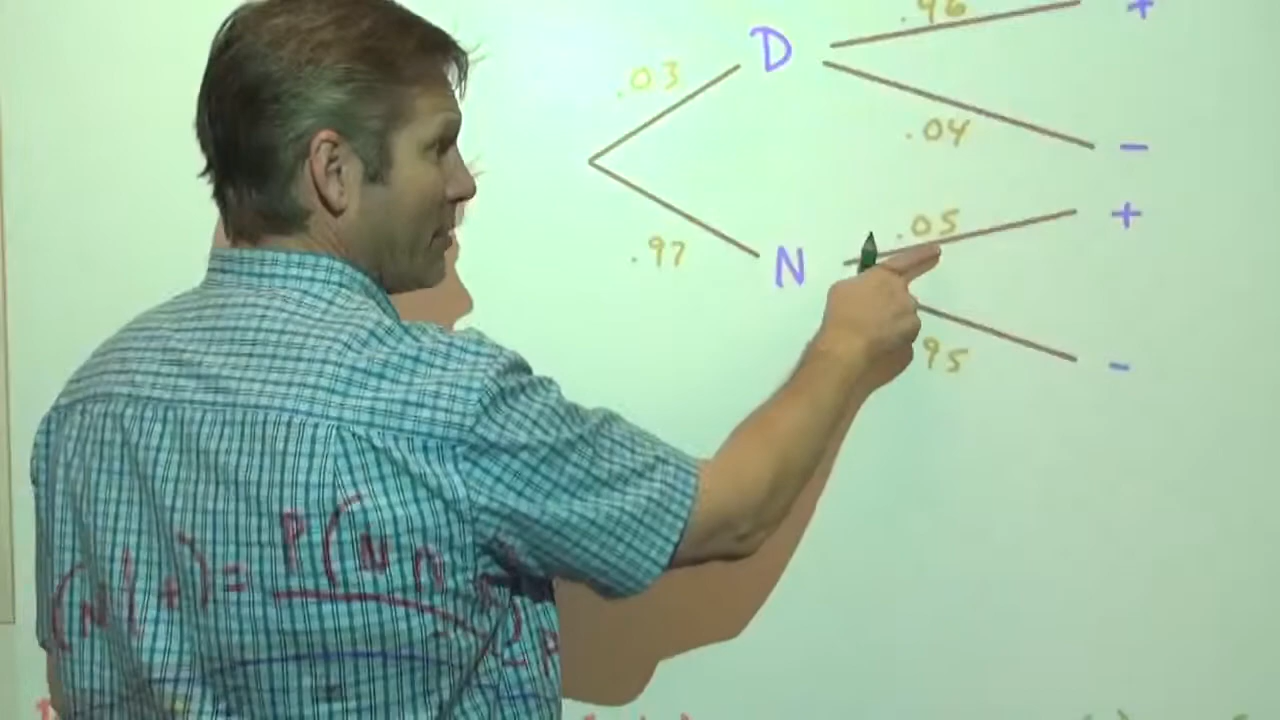 .96 +
.03 D
.04 -
.05 +
.97 N
95 -
(N|+) = P(N ∩